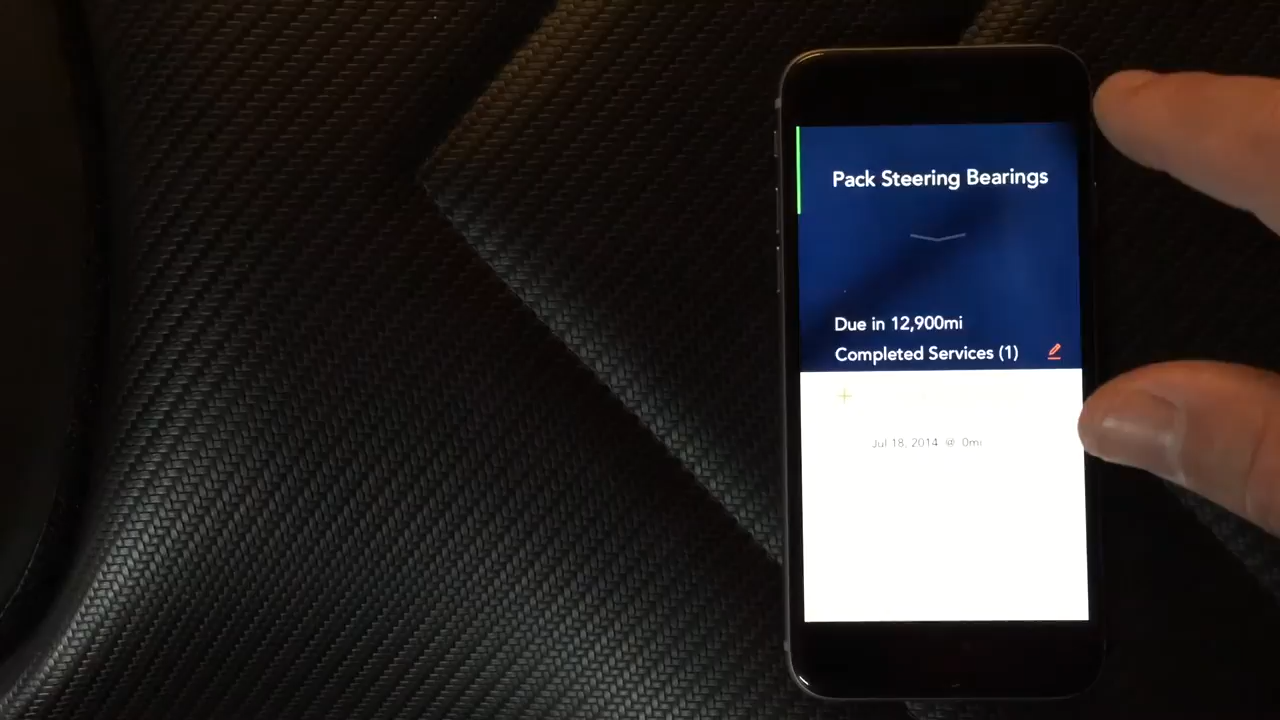 Pack Steering Bearings
Due in 12,900mi
Completed Services (1)
Jul 18, 2014 @ 0mi